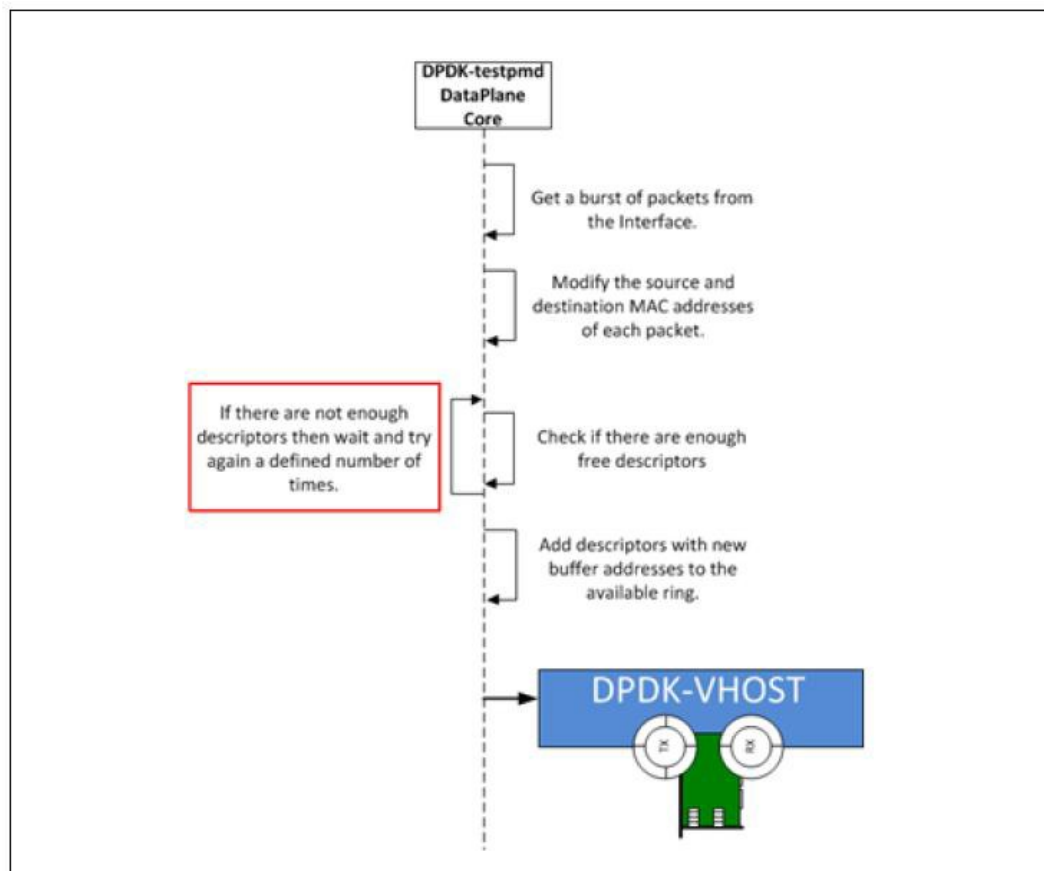 DPDK-testpmd
DataPlane
Core
Get a burst of packets from
the Interface.
Modify the source and
destination MAC addresses
of each packet.
If there are not enough
descriptors then wait and try
again a defined number of
times.
Check if there are enough
free descriptors
Add descriptors with new
buffer addresses to the
available ring.
DPDK-VHOST
TX
RX